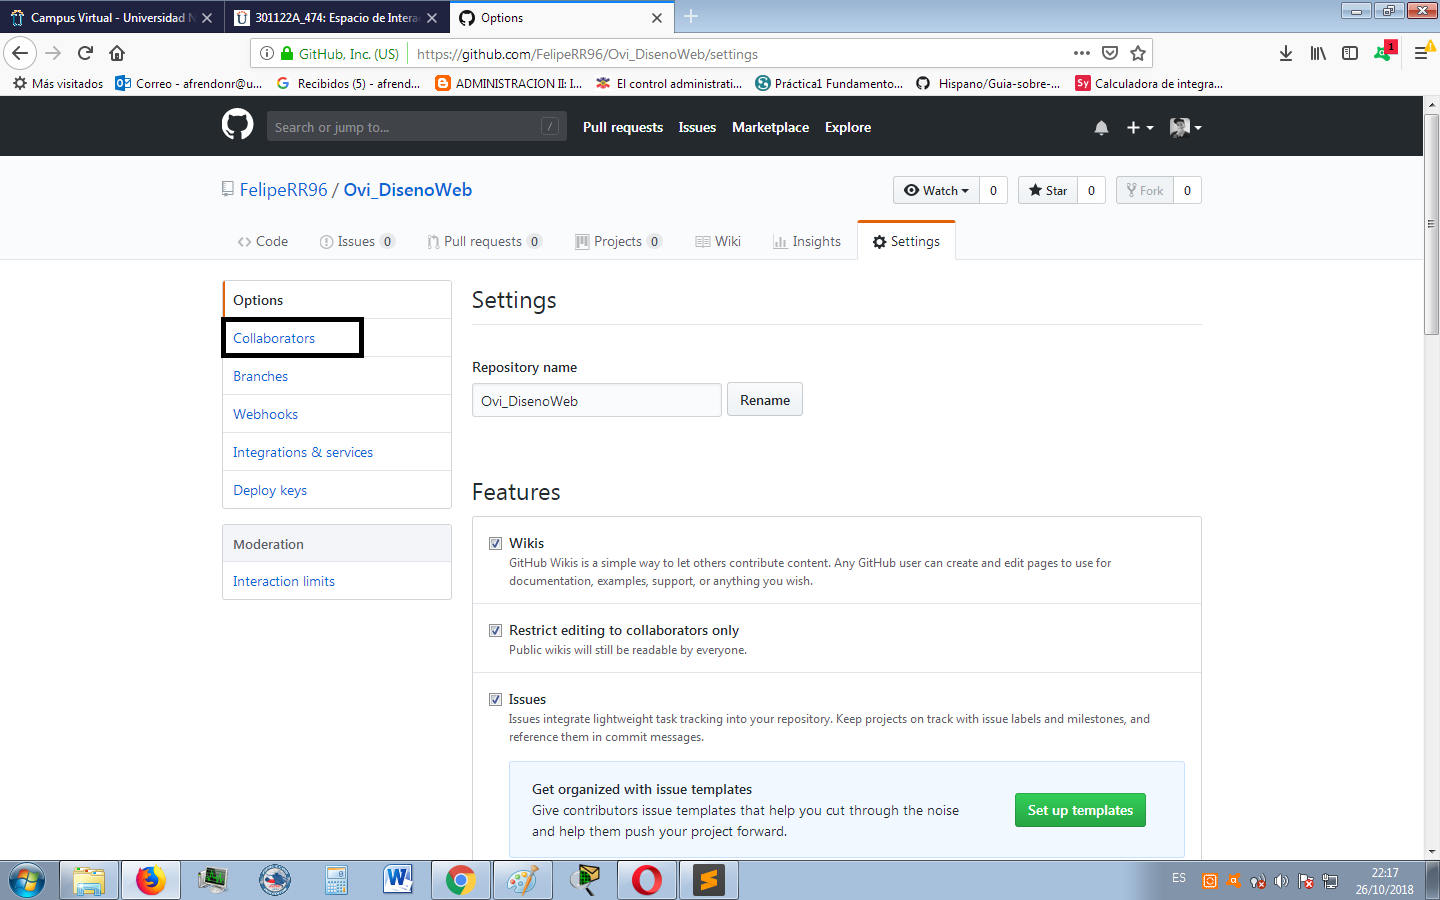 Campus Virtual - Universidad N
301122A_474: Espacio de Intera
Options
GitHub, Inc. (US)
https://github.com/FelipeRR96/Ovi_DisenoWeb/settings
1
Más visitados
Correo - afrendonr@u...
Recibidos (5) - afrend...
ADMINISTRACION II: I...
El control administrati...
Práctica1 Fundamento...
Hispano/Guia-sobre-...
Sy
Calculadora de integra...
Search or jump to...
/
Pull requests
Issues
Marketplace
Explore
FelipeRR96 / Ovi_DisenoWeb
Watch
0
Star
0
Fork
0
Code
Issues 0
Pull requests 0
Projects 0
Wiki
Insights
Settings
Options
Collaborators
Branches
Webhooks
Integrations & services
Deploy keys
Moderation
Interaction limits
Settings
Repository name
Ovi_DisenoWeb
Rename
Features
Wikis
GitHub Wikis is a simple way to let others contribute content. Any GitHub user can create and edit pages to use for
documentation, examples, support, or anything you wish.
Restrict editing to collaborators only
Public wikis will still be readable by everyone.
Issues
Issues integrate lightweight task tracking into your repository. Keep projects on track with issue labels and milestones, and
reference them in commit messages.
Get organized with issue templates
Give contributors issue templates that help you cut through the noise
and help them push your project forward.
Set up templates
ES
22:17
26/10/2018